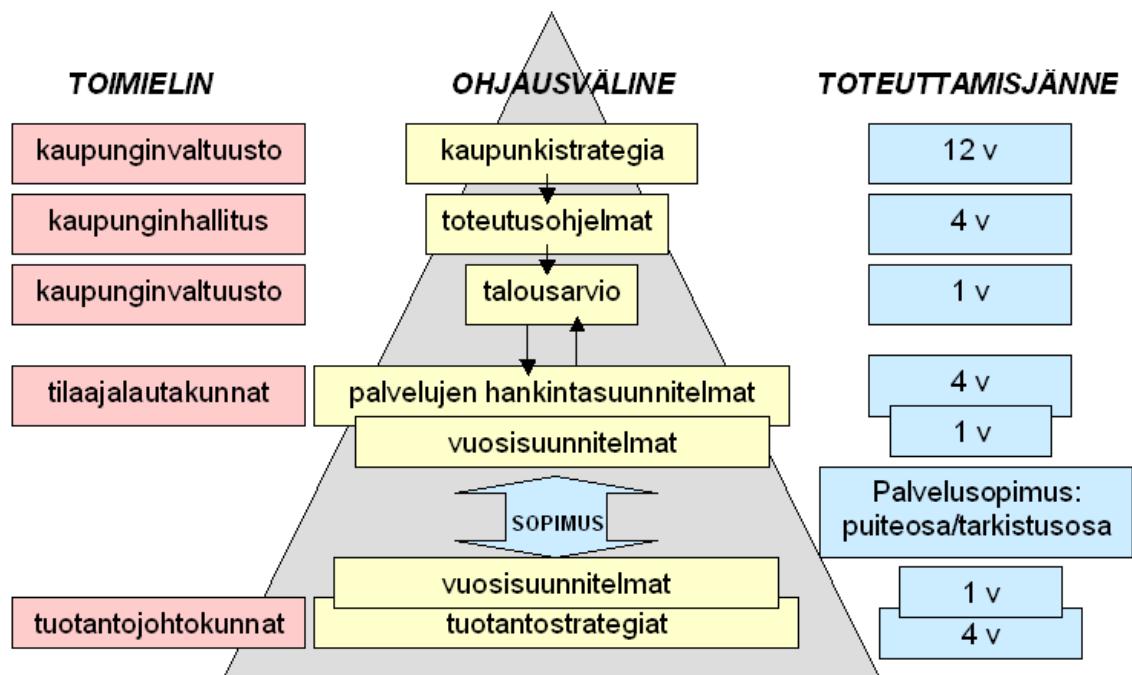 TOIMIELIN OHJAUSVÄLINE TOTEUTTAMISJÄNNE
kaupunginvaltuusto kaupunkistrategia 12 v
kaupunginhallitus toteutusohjelmat 4 v
kaupunginvaltuusto talousarvio 1 v
tilaajalautakunnat palvelujen hankintasuunnitelmat 4 v
vuosisuunnitelmat 1 v
Palvelusopimus:
puiteosa/tarkistusosa
SOPIMUS
vuosisuunnitelmat 1 v
tuotantojohtokunnat tuotantostrategiat 4 v